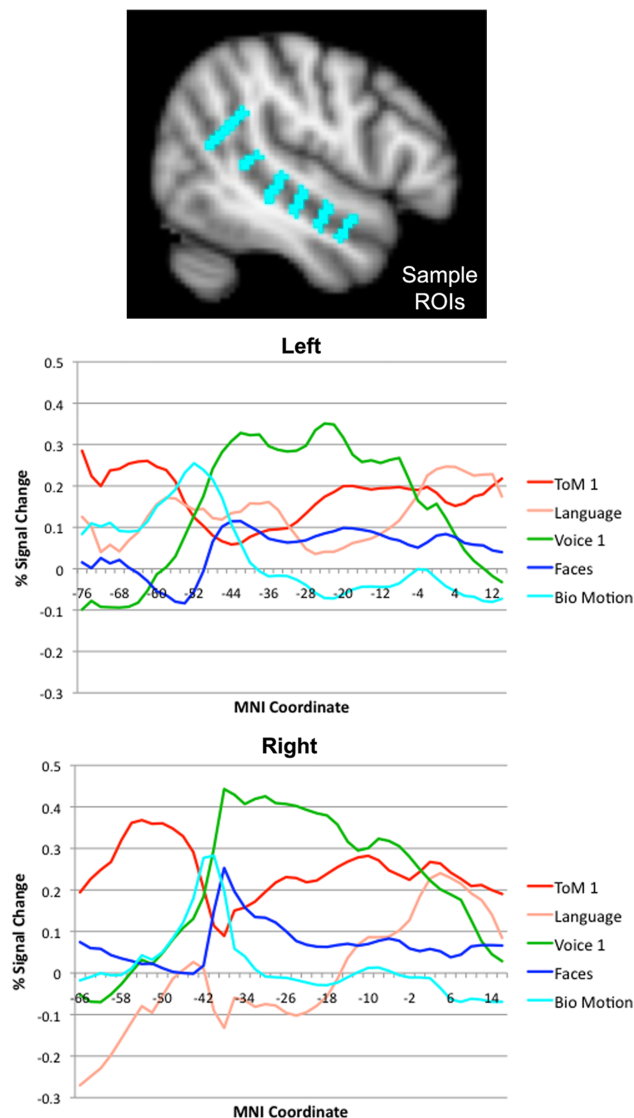 Sample
ROIs
Left
0.5
0.4
0.3
0.2
0.1
0
-0.1
-0.2
-0.3
% Signal Change
-76 -68 -60 -52 -44 -36 -28 -20 -12 -4 4 12
MNI Coordinate
ToM 1
Language
Voice 1
Faces
Bio Motion
Right
0.5
0.4
0.3
0.2
0.1
0
-0.1
-0.2
-0.3
% Signal Change
-66 -58 -50 -42 -34 -26 -18 -10 -2 6 14
MNI Coordinate
ToM 1
Language
Voice 1
Faces
Bio Motion